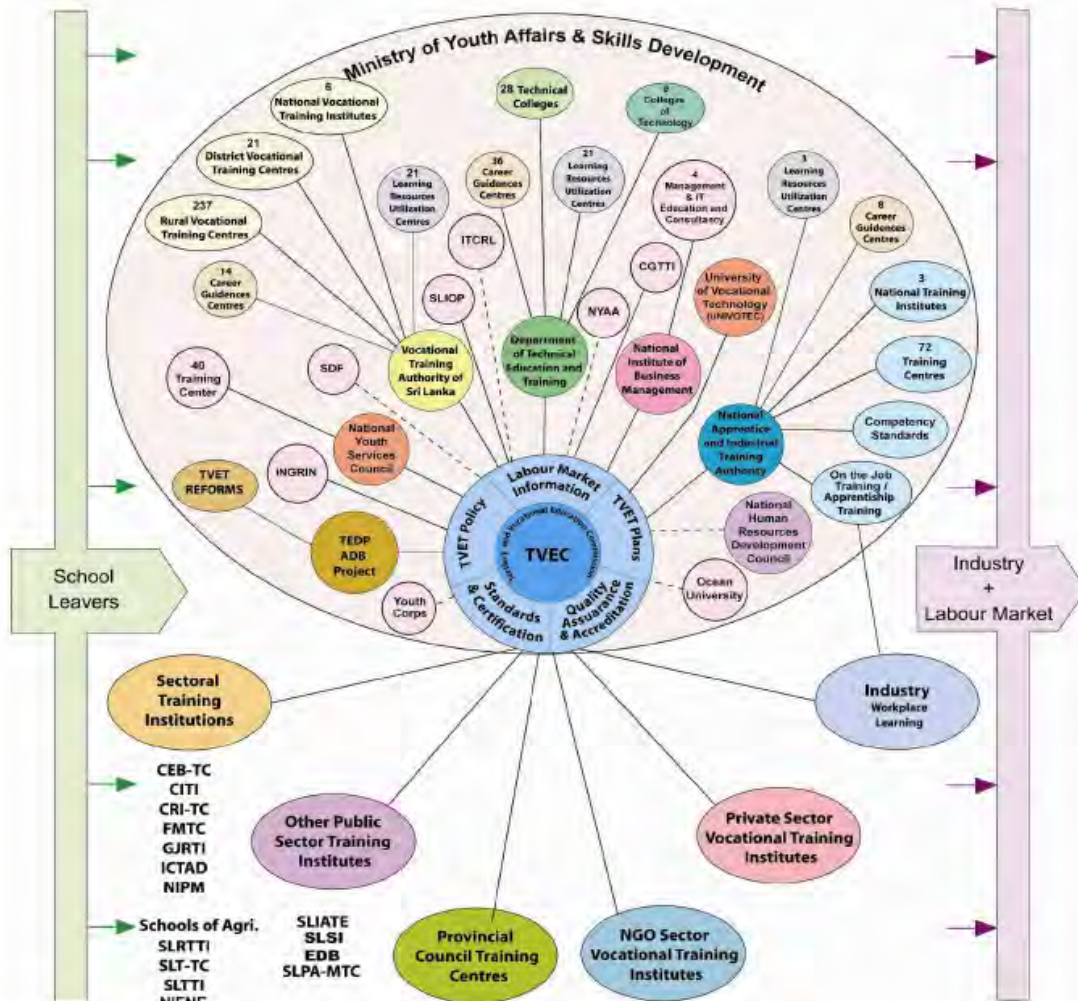 Ministry of Youth Affairs & Skills Development
6
National Vocational
Training Institutes
28 Technical
Colleges
9
Colleges
of
Technology
21
District Vocational
Training Centres
237
Rural Vocational
Training Centres
14
Career
Guidences
Centres
21
Learning
Resources
Utilization
Centres
36
Career
Guidences
Centres
21
Learning
Resources
Utilization
Centres
4
Management
& IT
Education and
Consultancy
3
Learning
Resources
Utilization
Centres
8
Career
Guidences
Centres
ITCRL
SLIOP
CGTTI
NYAA
University
of Vocational
Technology
(UNIVOTEC)
3
National Training
Institutes
72
Training
Centres
Competency
Standards
On the Job
Training /
Apprentiship
Training
40
Training
Center
SDF
Vocational
Training
Authority of
Sri Lanka
Department
of Technical
Education and
Training
National
Institute of
Business
Management
National
Apprentice
and Industrial
Training
Authority
National
Youth
Services
Council
TVET
REFORMS
INGRIN
TEDP
ADB
Project
Youth
Corps
National
Human
Resources
Development
Council
Ocean
University
TVET Policy
Labour Market
Information
TVET Plans
Standards
& Certification
Quality
Assuarance
& Accreditation
and Vocational Education Commission
TVEC
School
Leavers
Industry
+
Labour Market
Sectoral
Training
Institutions
Industry
Workplace
Learning
CEB-TC
CITI
CRI-TC
FMTC
GJRTI
ICTAD
NIPM
Other Public
Sector Training
Institutes
Private Sector
Vocational Training
Institutes
Schools of Agri.
SLRTTI
SLT-TC
SLTTI
SLIATE
SLSI
EDB
SLPA-MTC
Provincial
Council Training
Centres
NGO Sector
Vocational Training
Institutes